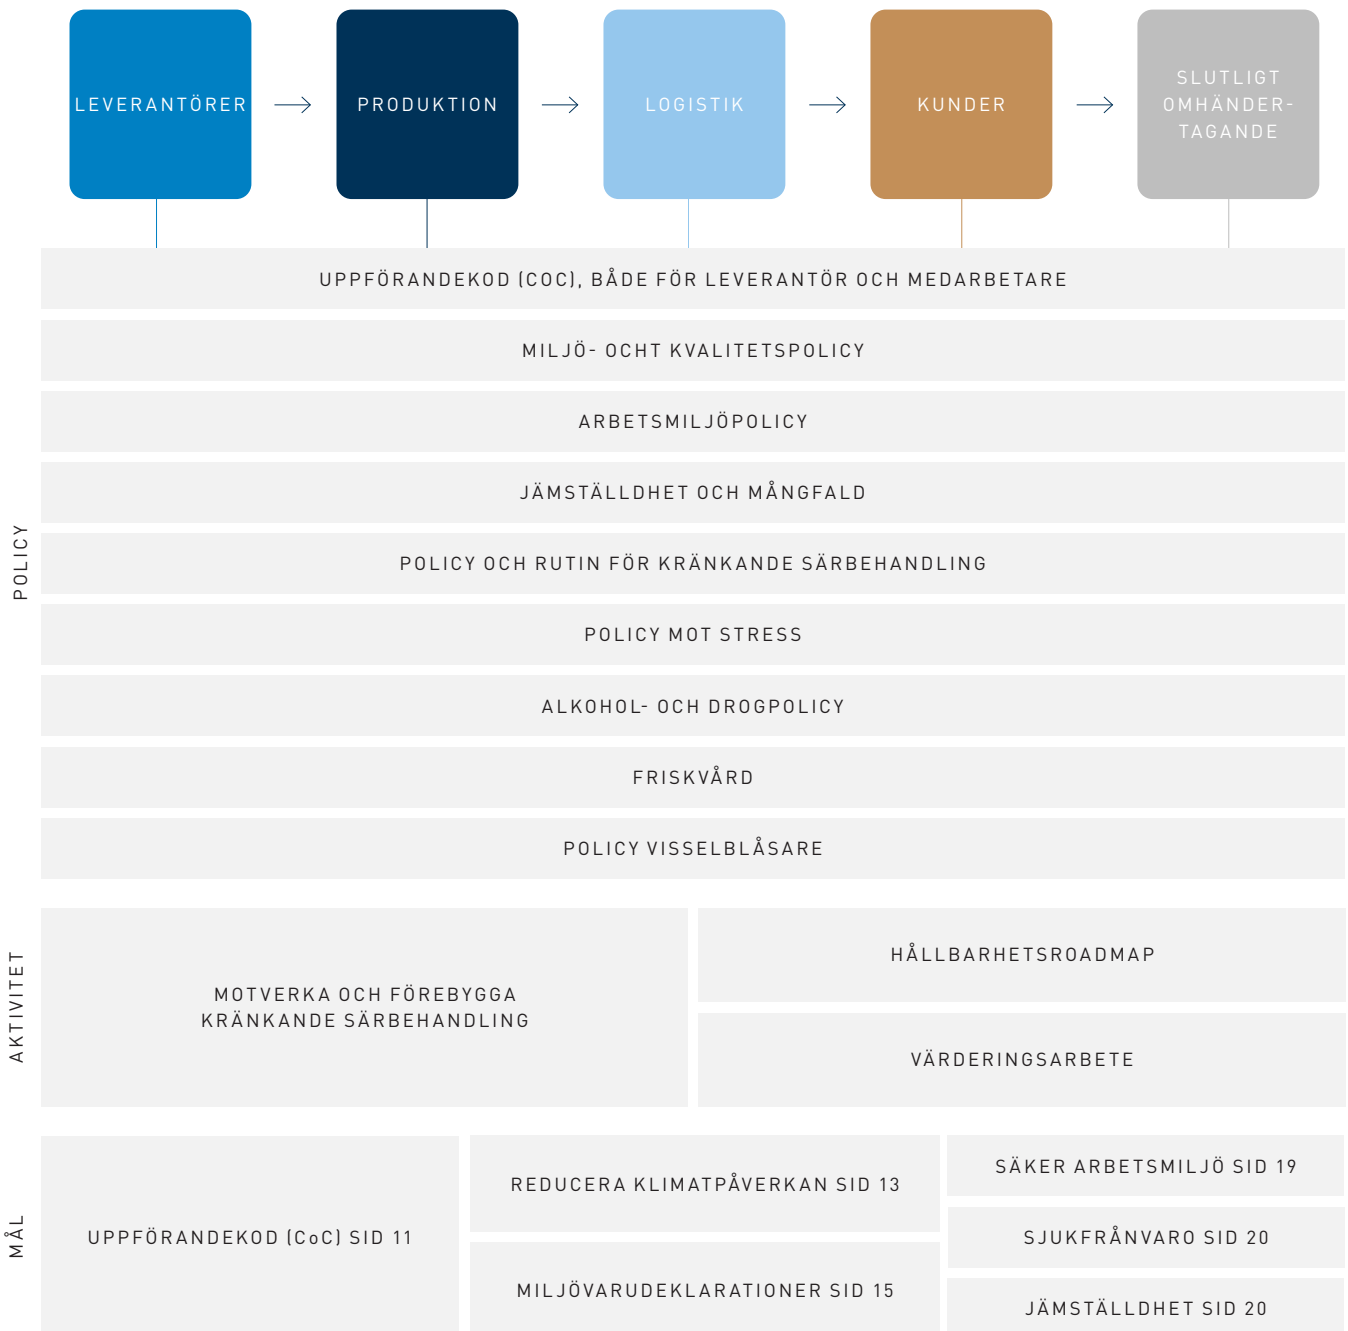 LEVERANTÖRER
PRODUKTION
LOGISTIK
KUNDER
SLUTLIGT
OMHÄNDER-
TAGANDE
POLICY
UPPFÖRANDEKOD (COC), BÅDE FÖR LEVERANTÖR OCH MEDARBETARE
MILJÖ- OCHT KVALITETSPOLICY
ARBETSMILJÖPOLICY
JÄMSTÄLLDHET OCH MÅNGFALD
POLICY OCH RUTIN FÖR KRÄNKANDE SÄRBEHANDLING
POLICY MOT STRESS
ALKOHOL- OCH DROGPOLICY
FRISKVÅRD
POLICY VISSELBLÅSARE
AKTIVITET
MOTVERKA OCH FÖREBYGGA
KRÄNKANDE SÄRBEHANDLING
HÅLLBARHETSROADMAP
VÄRDERINGSARBETE
MÅL
UPPFÖRANDEKOD (CoC) SID 11
REDUCERA KLIMATPÅVERKAN SID 13
MILJÖVARUDEKLARATIONER SID 15
SÄKER ARBETSMILJÖ SID 19
SJUKFRÅNVARO SID 20
JÄMSTÄLLDHET SID 20